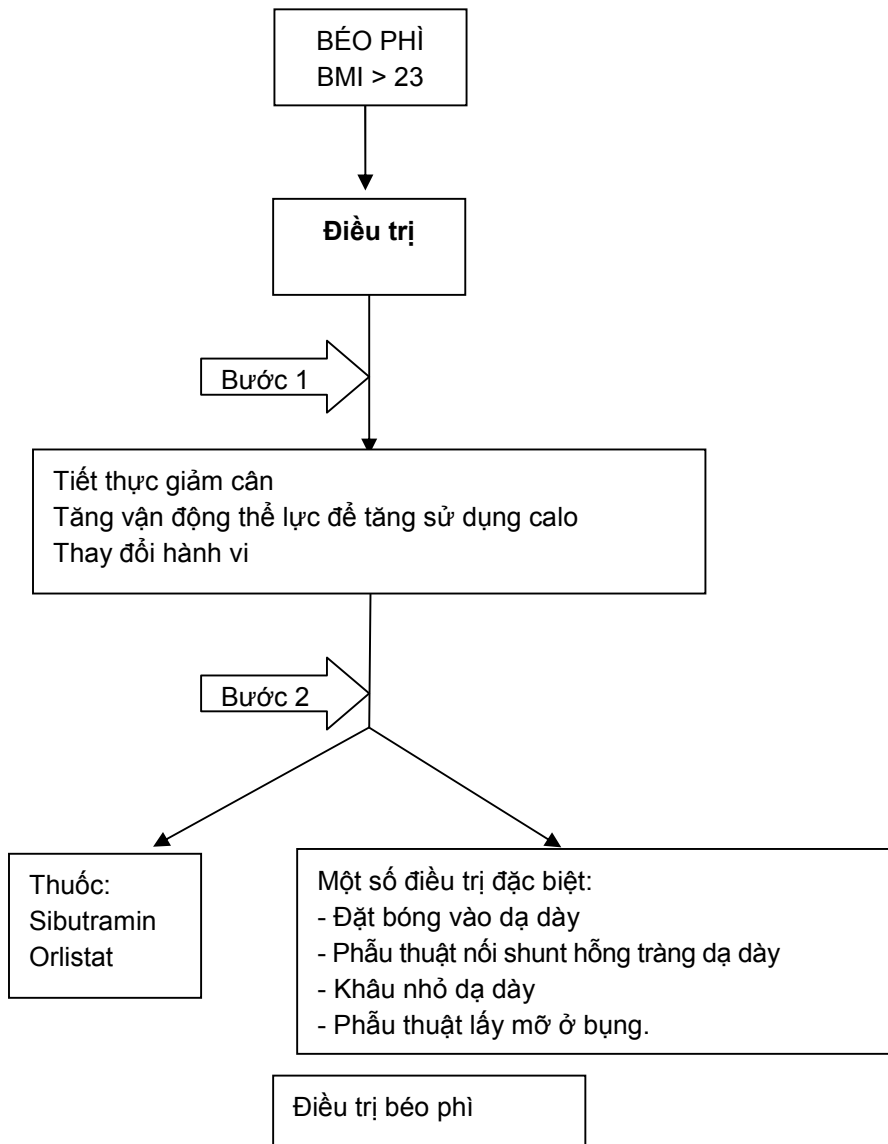 BÉO PHÌ
BMI > 23
Điều trị
Bước 1
Tiết thực giảm cân
Tăng vận động thể lực để tăng sử dụng calo
Thay đổi hành vi
Bước 2
Thuốc:
Sibutramin
Orlistat
Một số điều trị đặc biệt:
- Đặt bóng vào dạ dày
- Phẫu thuật nối shunt hỗng tràng dạ dày
- Khâu nhỏ dạ dày
- Phẫu thuật lấy mỡ ở bụng.
Điều trị béo phì